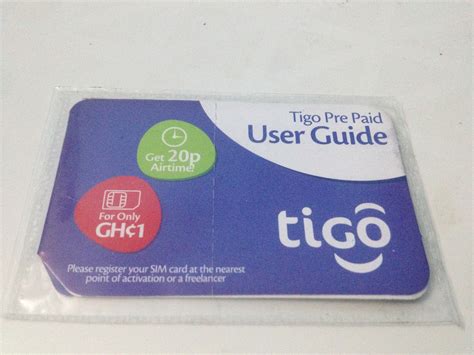 Tigo Pre Paid
User Guide
Get 20p
Airtime!
For Only
GH¢1
tiGO
Please register your SIM card at the nearest
point of activation or a freelancer